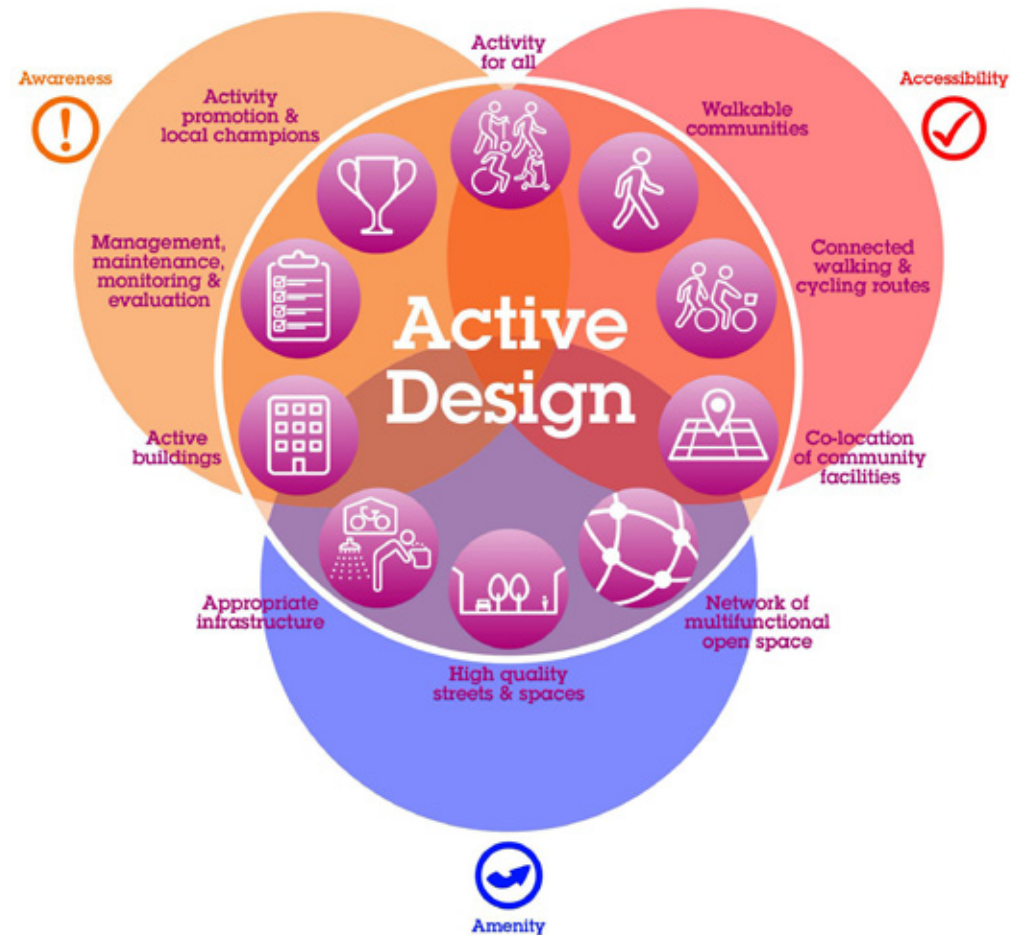 Activity
for all
Awareness
Accessibility
Activity
promotion &
local champions
Walkable
communities
Management,
maintenance,
monitoring &
evaluation
Connected
walking &
cycling routes
Active
Design
Active
buildings
Co-location
of community
facilities
Appropriate
infrastructure
Network of
multifunctional
open space
High quality
streets & spaces
Amenity